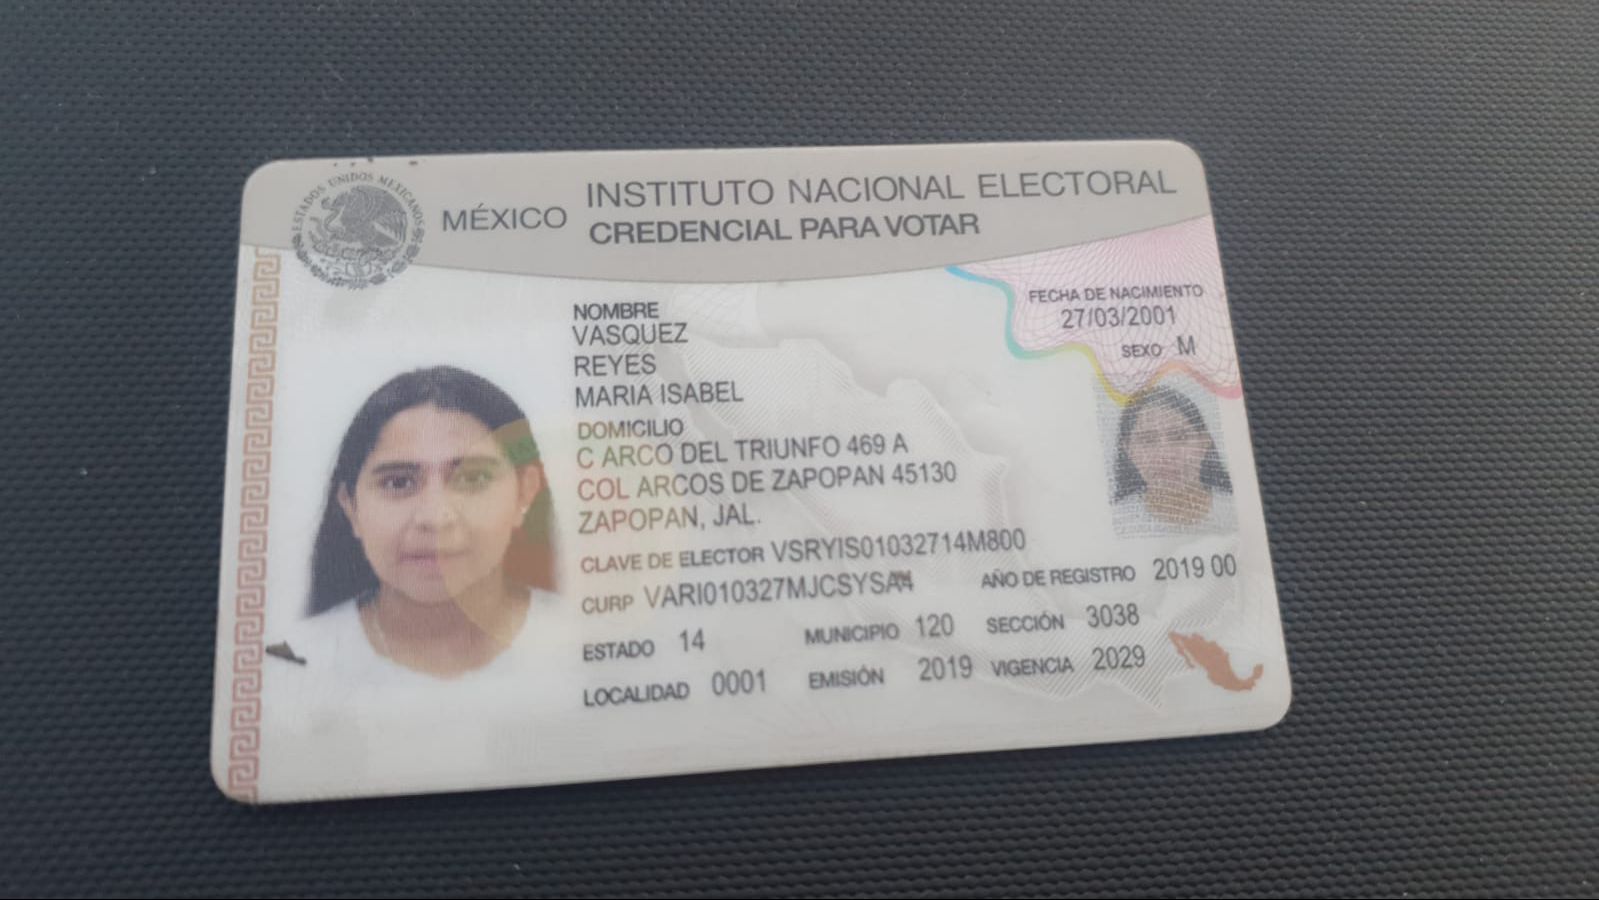 ESTADOS UNIDOS MEXICANOS
MÉXICO INSTITUTO NACIONAL ELECTORAL
CREDENCIAL PARA VOTAR
FECHA DE NACIMIENTO
27/03/2001
SEXO M
NOMBRE
VASQUEZ
REYES
MARIA ISABEL
DOMICILIO
C ARCO DEL TRIUNFO 469 A
COL ARCOS DE ZAPOPAN 45130
ZAPOPAN, JAL.
CLAVE DE ELECTOR VSRYIS01032714M800
CURP AÑO DE REGISTRO 2019 00
ESTADO 14 MUNICIPIO 120 SECCIÓN 3038
LOCALIDAD 0001 EMISIÓN 2019 VIGENCIA 2029